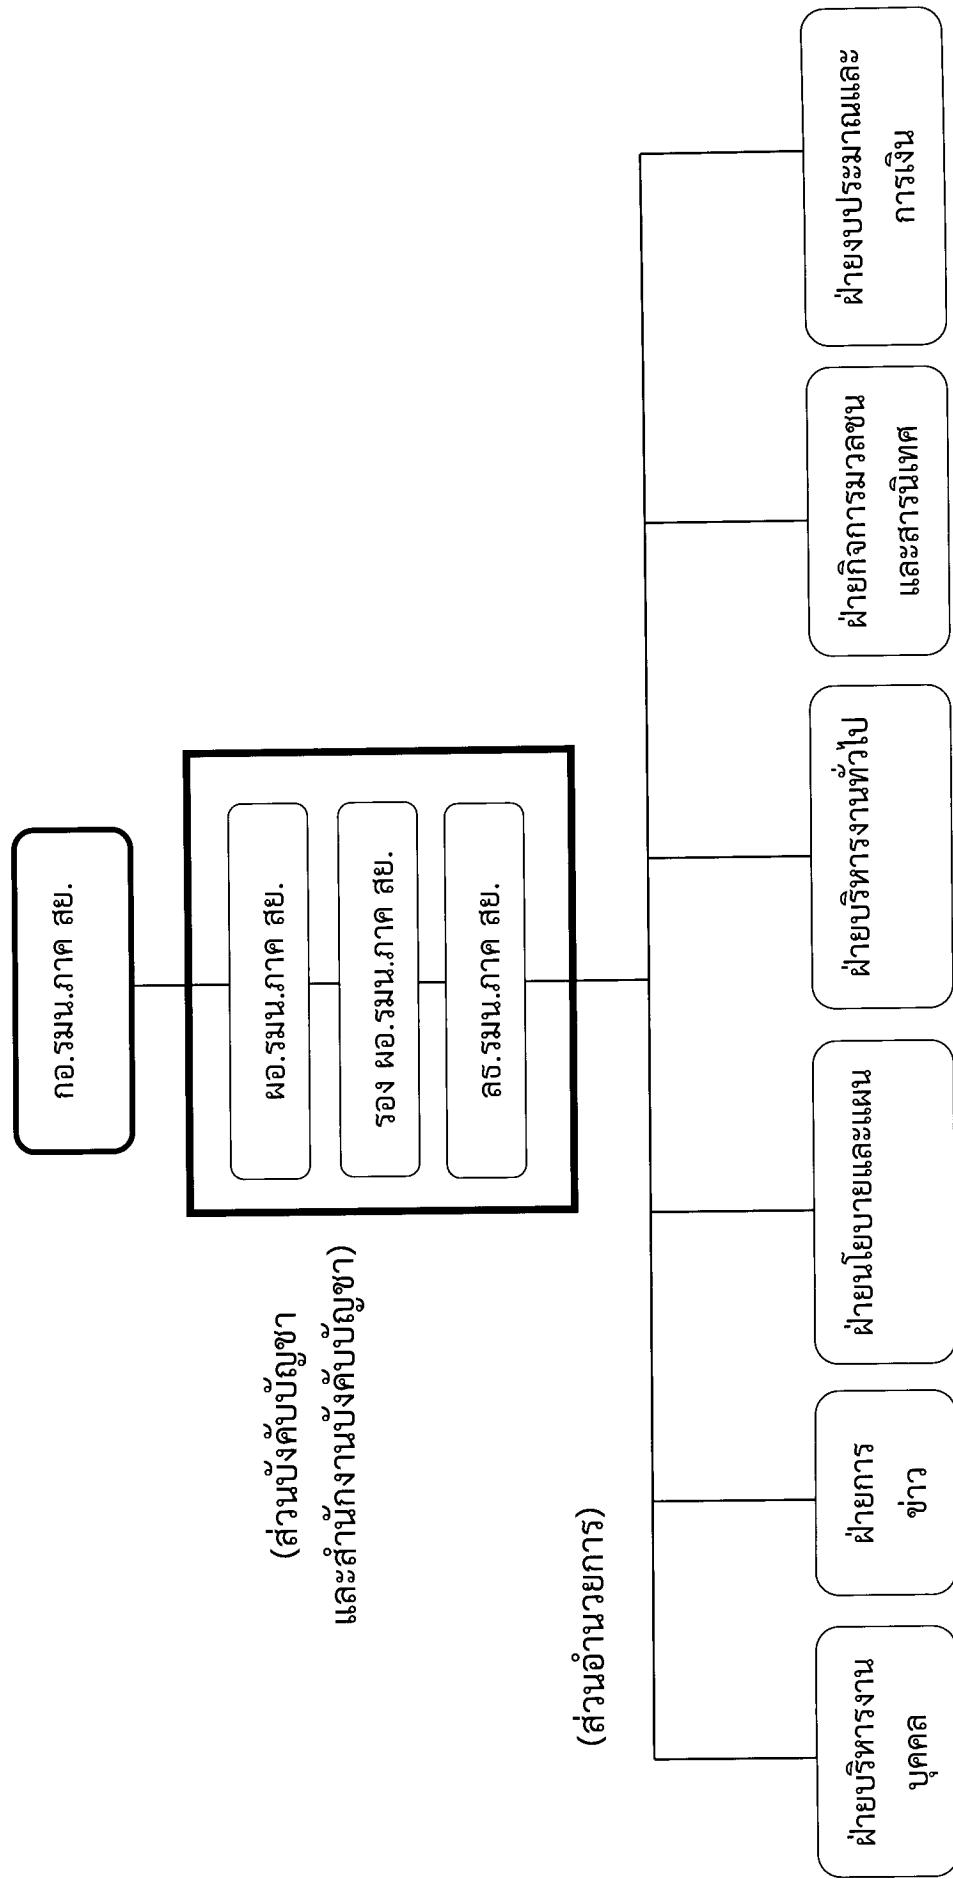 กอ.รมน.ภาค สย.
(ส่วนบังคับบัญชา
และสำนักงานบังคับบัญชา)
ผอ.รมน.ภาค สย.
รอง ผอ.รมน.ภาค สย.
ลธ.รมน.ภาค สย.
(ส่วนอำนวยการ)
ฝ่ายบริหารงาน
บุคคล
ฝ่ายการ
ข่าว
ฝ่ายนโยบายและแผน
ฝ่ายบริหารงานทั่วไป
ฝ่ายกิจการมวลชน
และสารนิเทศ
ฝ่ายงบประมาณและ
การเงิน